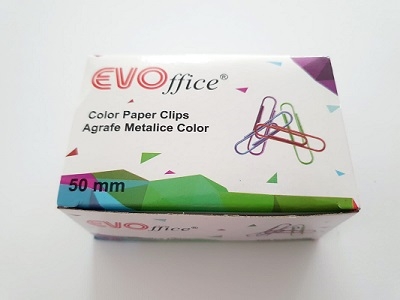 EVOffice®
Color Paper Clips
Agrafe Metalice Color
50 mm
EVOffice®